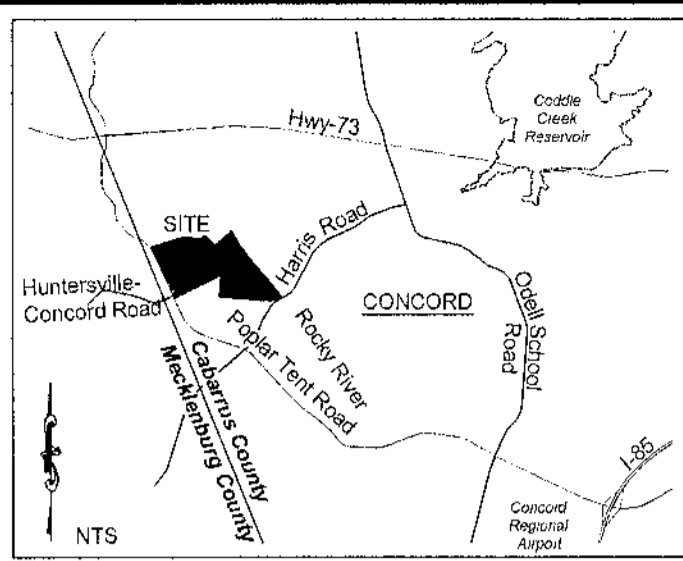 Coddle
Creek
Reservoir
Hwy-73
SITE
Harris Road
Huntersville-
Concord Road
CONCORD
Odell School
Road
Rocky River
Poplar Tent Road
Cabarrus County
Mecklenburg County
I-85
Concord
Regional
Airport
NTS